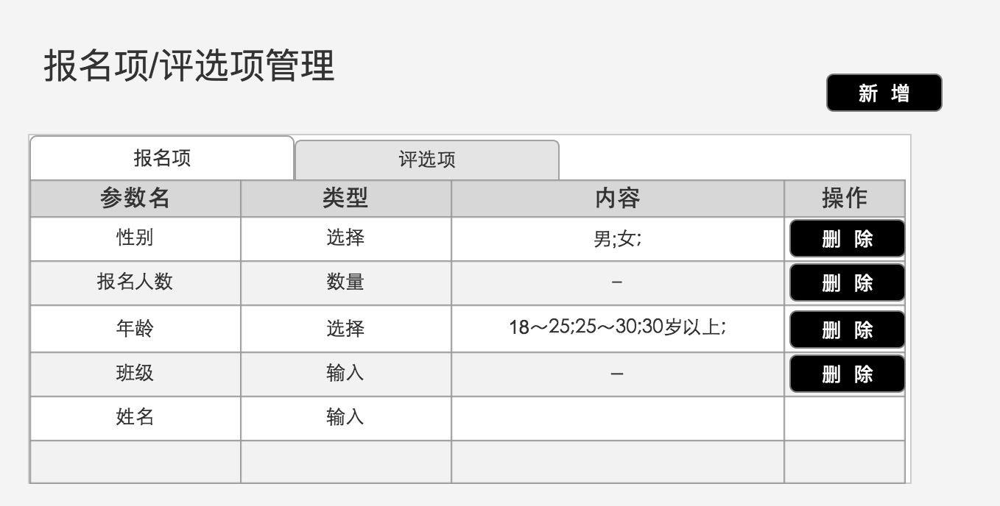 报名项/评选项管理
新 增
报名项 评选项
参数名 类型 内容 操作
性别 选择 男;女; 删 除
报名人数 数量 – 删 除
年龄 选择 18～25;25～30;30岁以上; 删 除
班级 输入 — 删 除
姓名 输入